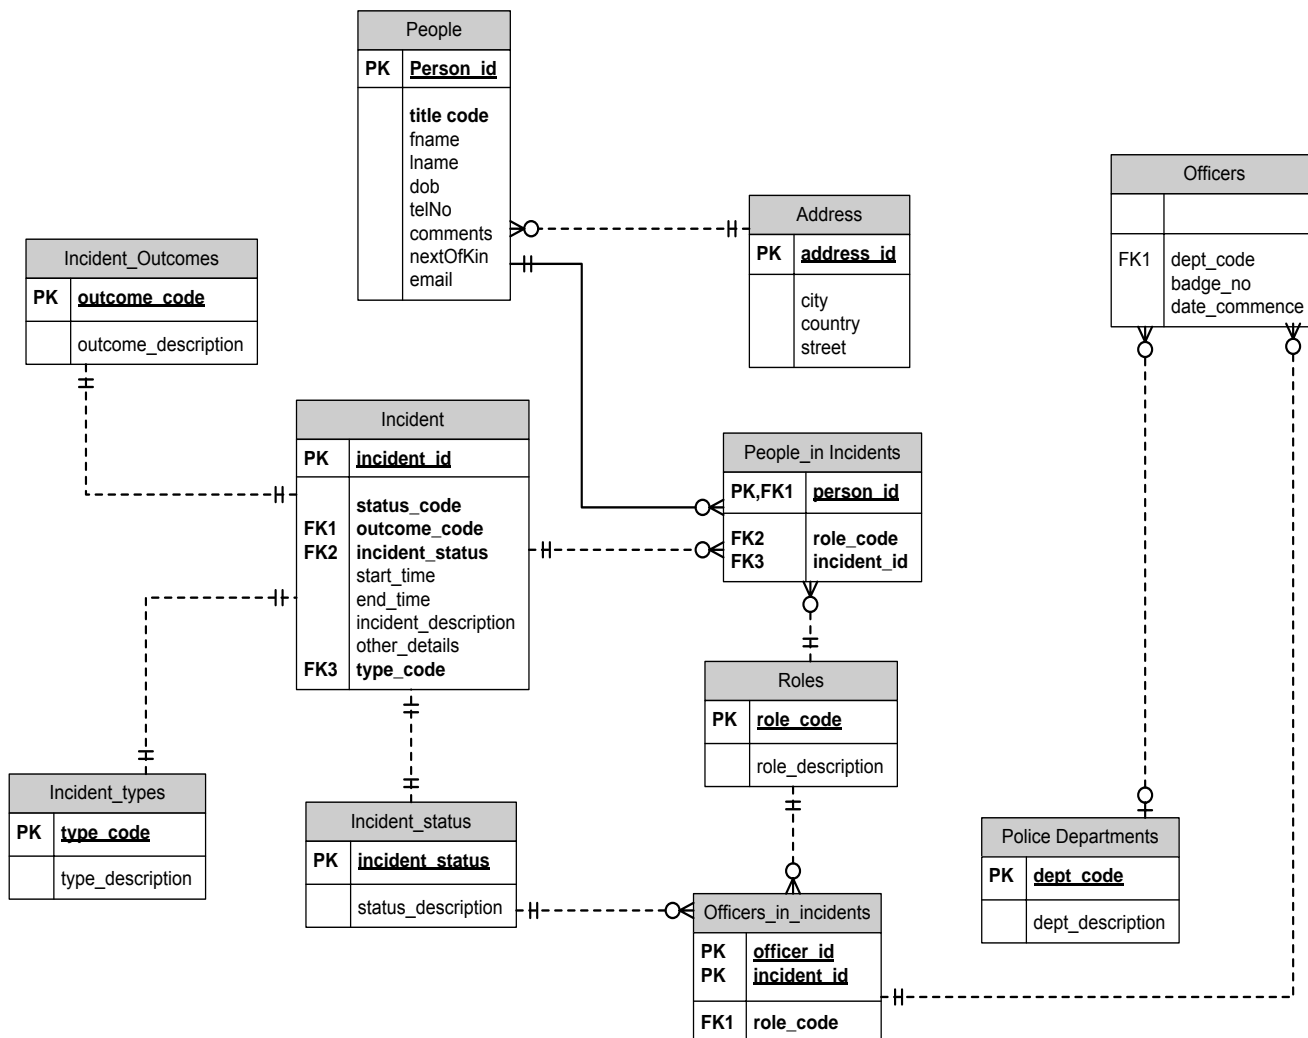 People
PK Person_id
title code
fname
lname
dob
telNo
comments
nextOfKin
email
Officers
FK1 dept_code
badge_no
date_commence
Address
PK address_id
city
country
street
Incident_Outcomes
PK outcome_code
outcome_description
Incident
PK incident_id
status_code
FK1 outcome_code
FK2 incident_status
start_time
end_time
incident_description
other_details
FK3 type_code
People_in Incidents
PK,FK1 person_id
FK2 role_code
FK3 incident_id
Roles
PK role_code
role_description
Incident_types
PK type_code
type_description
Incident_status
PK incident_status
status_description
Police Departments
PK dept_code
dept_description
Officers_in_incidents
PK officer_id
PK incident_id
FK1 role_code